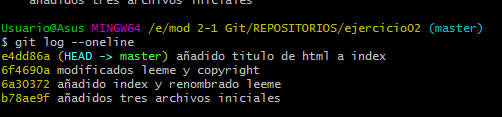 añadidos tres archivos iniciales
Usuario@Asus MINGW64 /e/mod 2-1 Git/REPOSITORIOS/ejercicio02 (master)
$ git log --oneline
e4dd86a (HEAD -> master) añadido titulo de html a index
6f4690a modificados leeme y copyright
6a30372 añadido index y renombrado leeme
b78ae9f añadidos tres archivos iniciales